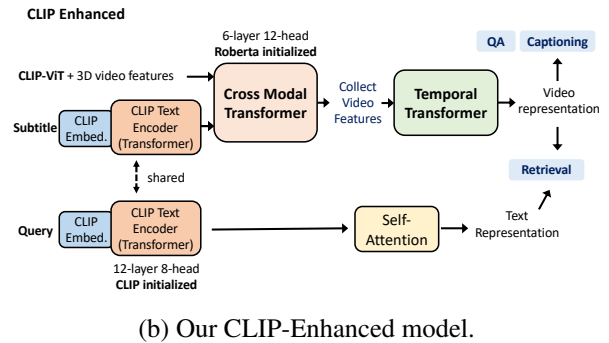 CLIP Enhanced
6-layer 12-head
Roberta initialized
QA
Captioning
CLIP-ViT + 3D video features
Cross Modal
Transformer
Collect
Video
Features
Temporal
Transformer
Video
representation
Subtitle
CLIP
Embed.
CLIP Text
Encoder
(Transformer)
shared
Retrieval
Query
CLIP
Embed.
CLIP Text
Encoder
(Transformer)
Self-
Attention
Text
Representation
12-layer 8-head
CLIP initialized
(b) Our CLIP-Enhanced model.